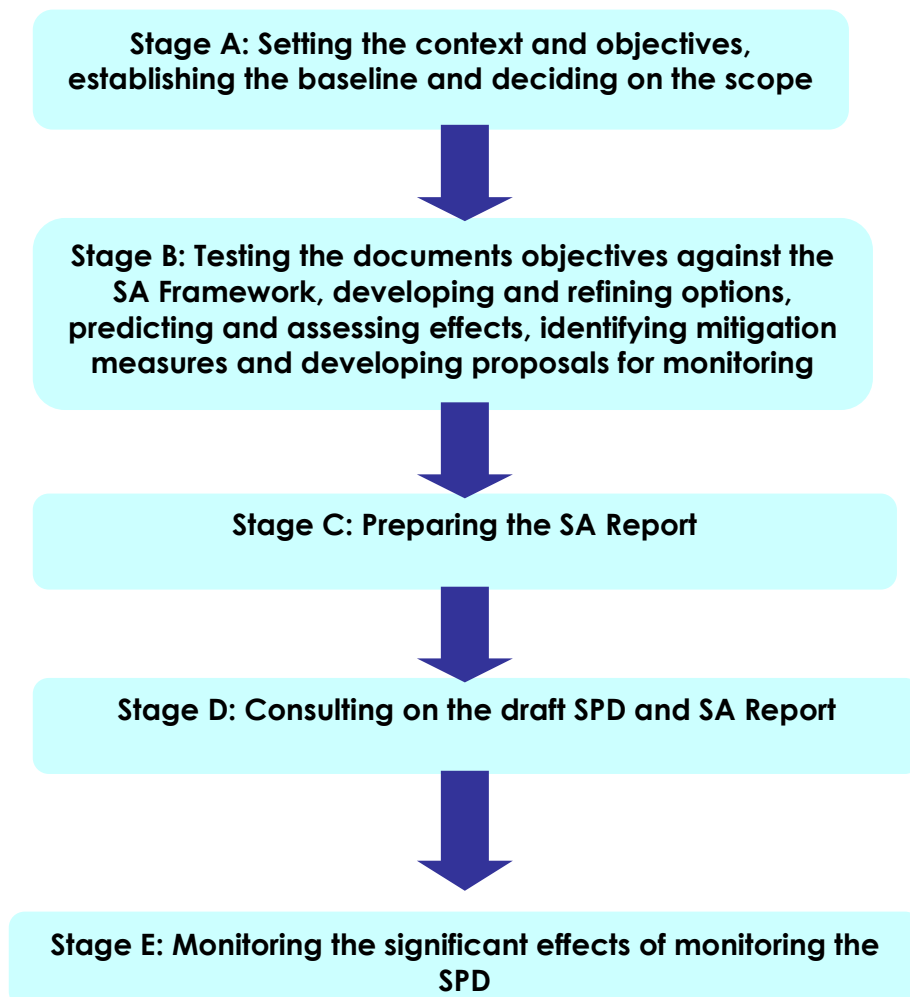 Stage A: Setting the context and objectives,
establishing the baseline and deciding on the scope
Stage B: Testing the documents objectives against the
SA Framework, developing and refining options,
predicting and assessing effects, identifying mitigation
measures and developing proposals for monitoring
Stage C: Preparing the SA Report
Stage D: Consulting on the draft SPD and SA Report
Stage E: Monitoring the significant effects of monitoring the
SPD